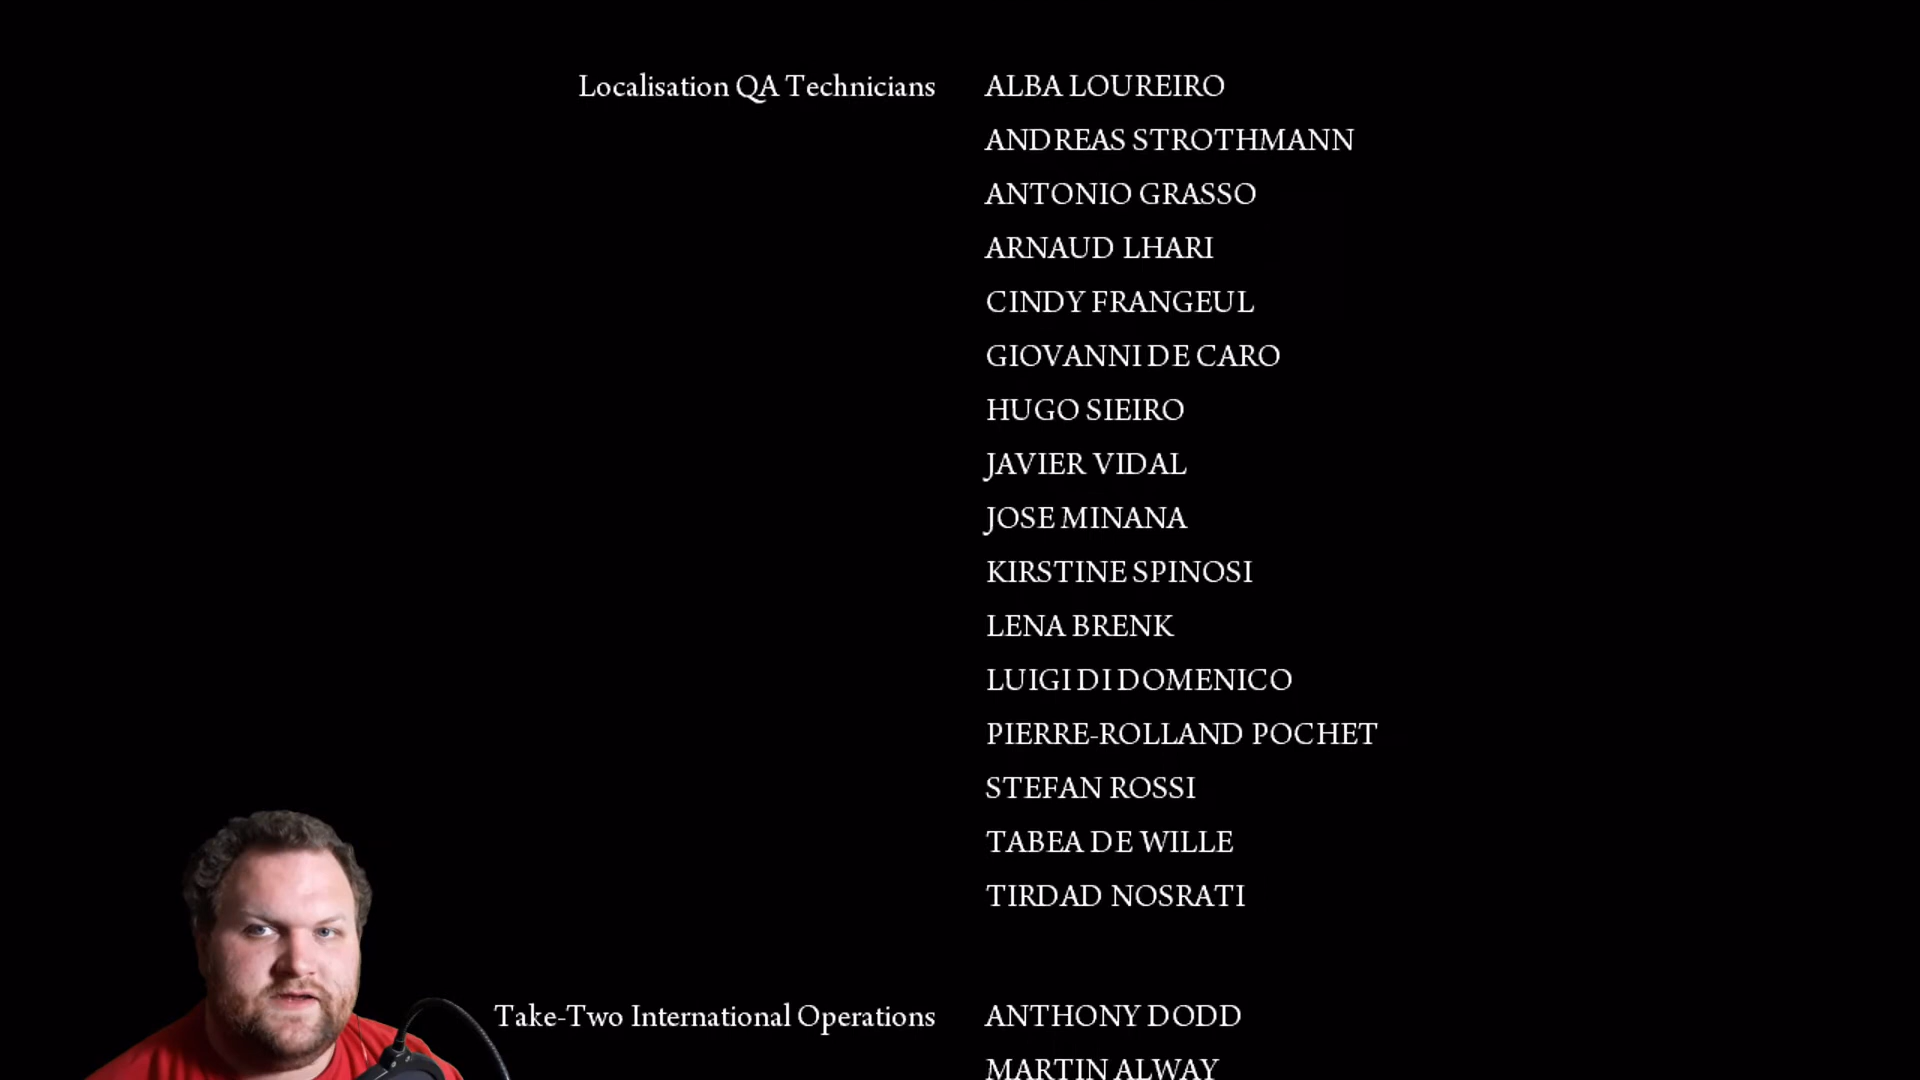 Localisation QA Technicians ALBA LOUREIRO
ANDREAS STROTHMANN
ANTONIO GRASSO
ARNAUD LHARI
CINDY FRANGEUL
GIOVANNI DE CARO
HUGO SIEIRO
JAVIER VIDAL
JOSE MINANA
KIRSTINE SPINOSI
LENA BRENK
LUIGI DI DOMENICO
PIERRE-ROLLAND POCHET
STEFAN ROSSI
TABEA DE WILLE
TIRDAD NOSRATI
Take-Two International Operations ANTHONY DODD
MARTIN ALWAY